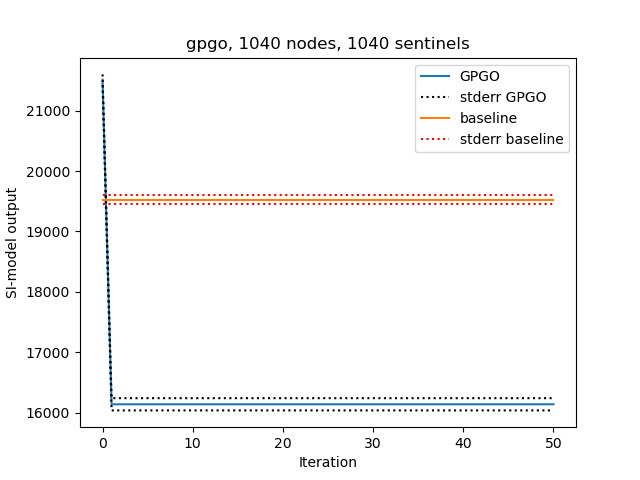 gpgo, 1040 nodes, 1040 sentinels
GPGO
stderr GPGO
baseline
stderr baseline
21000
20000
19000
18000
17000
16000
SI-model output
0 10 20 30 40 50
Iteration